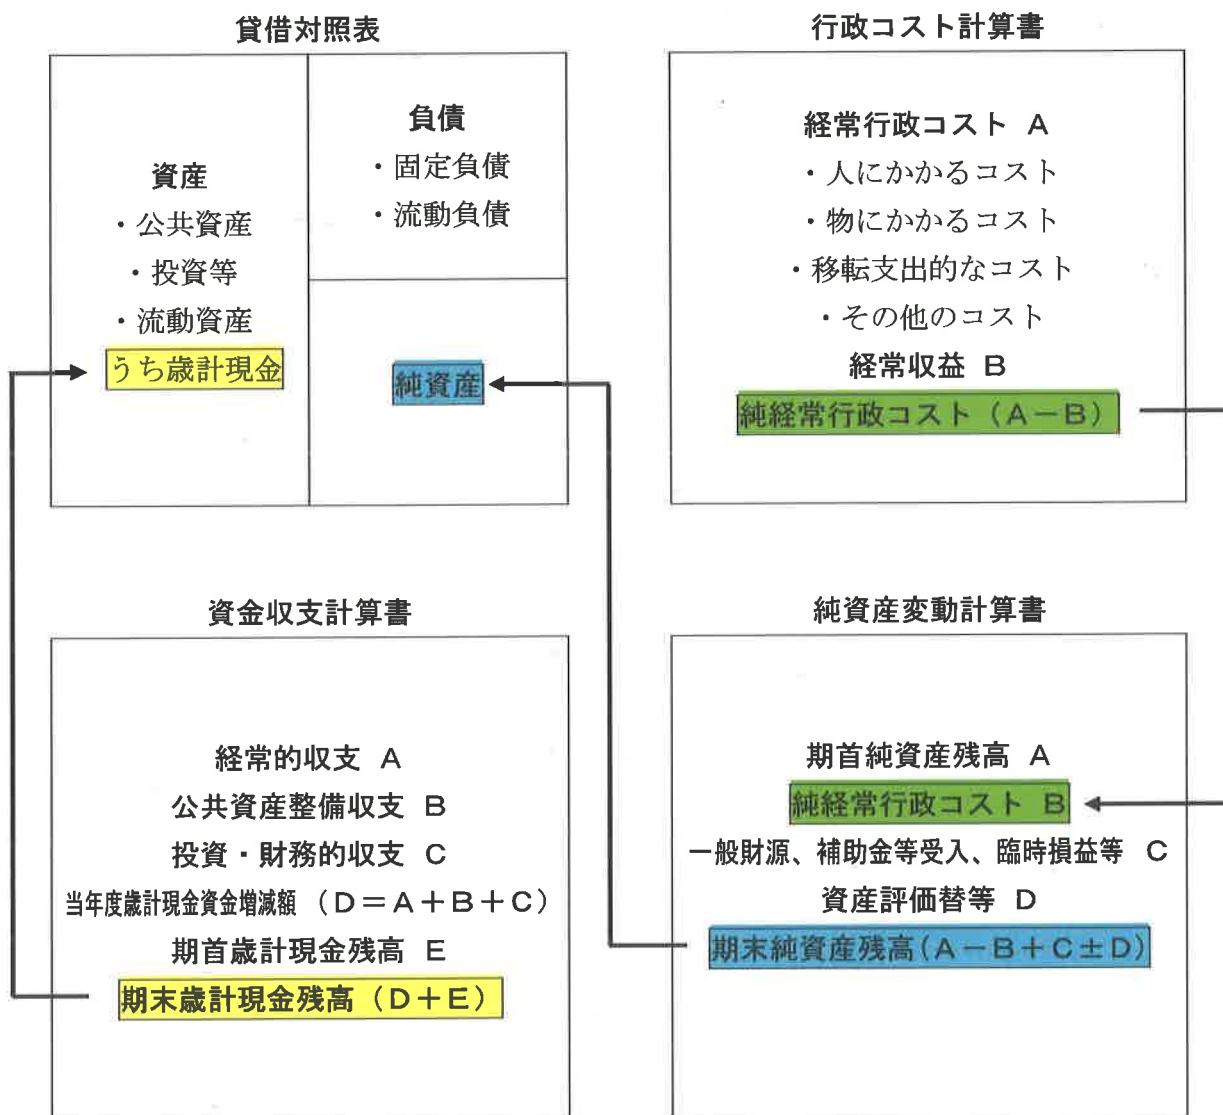 貸借対照表
資産
・公共資産
・投資等
・流動資産
うち歳計現金
負債
・固定負債
・流動負債
純資産
行政コスト計算書
経常行政コスト A
・人にかかるコスト
・物にかかるコスト
・移転支出的なコスト
・その他のコスト
経常収益 B
純経常行政コスト（A－B）
資金収支計算書
経常的収支 A
公共資産整備収支 B
投資・財務的収支 C
当年度歳計現金資金増減額 （D＝A＋B＋C）
期首歳計現金残高 E
期末歳計現金残高（D＋E）
純資産変動計算書
期首純資産残高 A
純経常行政コスト B
一般財源、補助金等受入、臨時損益等 C
資産評価替等 D
期末純資産残高（A－B＋C±D）